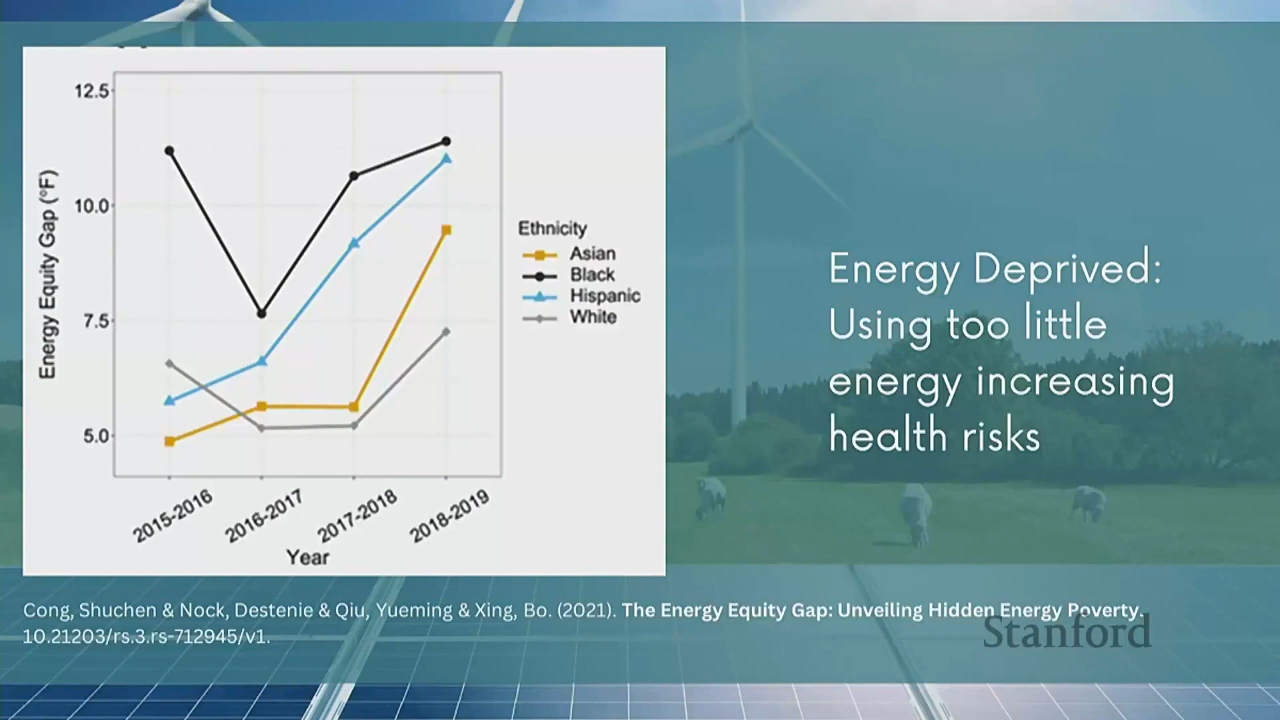 12.5
10.0
7.5
5.0
Energy Equity Gap (°F)
2015-2016
2016-2017
2017-2018
2018-2019
Year
Ethnicity
Asian
Black
Hispanic
White
Energy Deprived:
Using too little
energy increasing
health risks
Cong, Shuchen & Nock, Destenie & Qiu, Yueming & Xing, Bo. (2021). The Energy Equity Gap: Unveiling Hidden Energy Poverty.
10.21203/rs.3.rs-712945/v1.
Stanford